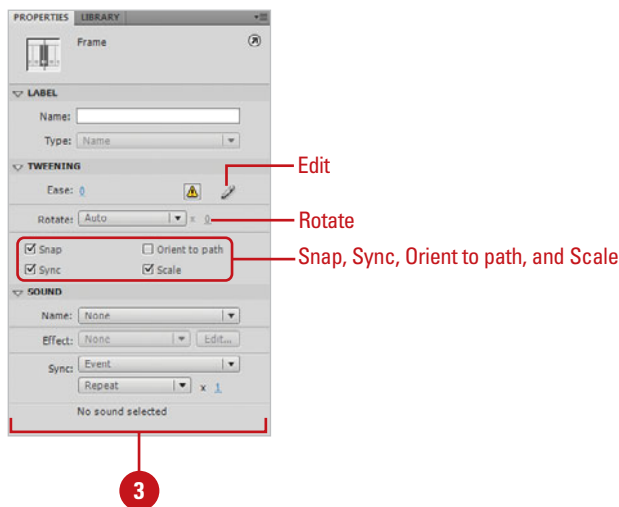 PROPERTIES LIBRARY
Frame
LABEL
Name:
Type: Name
TWEENING
Edit
Ease: 0
Rotate: Auto x 0
Rotate
Snap Orient to path
Snap, Sync, Orient to path, and Scale
Sync Scale
SOUND
Name: None
Effect: None Edit...
Sync: Event
Repeat x 1
No sound selected
3